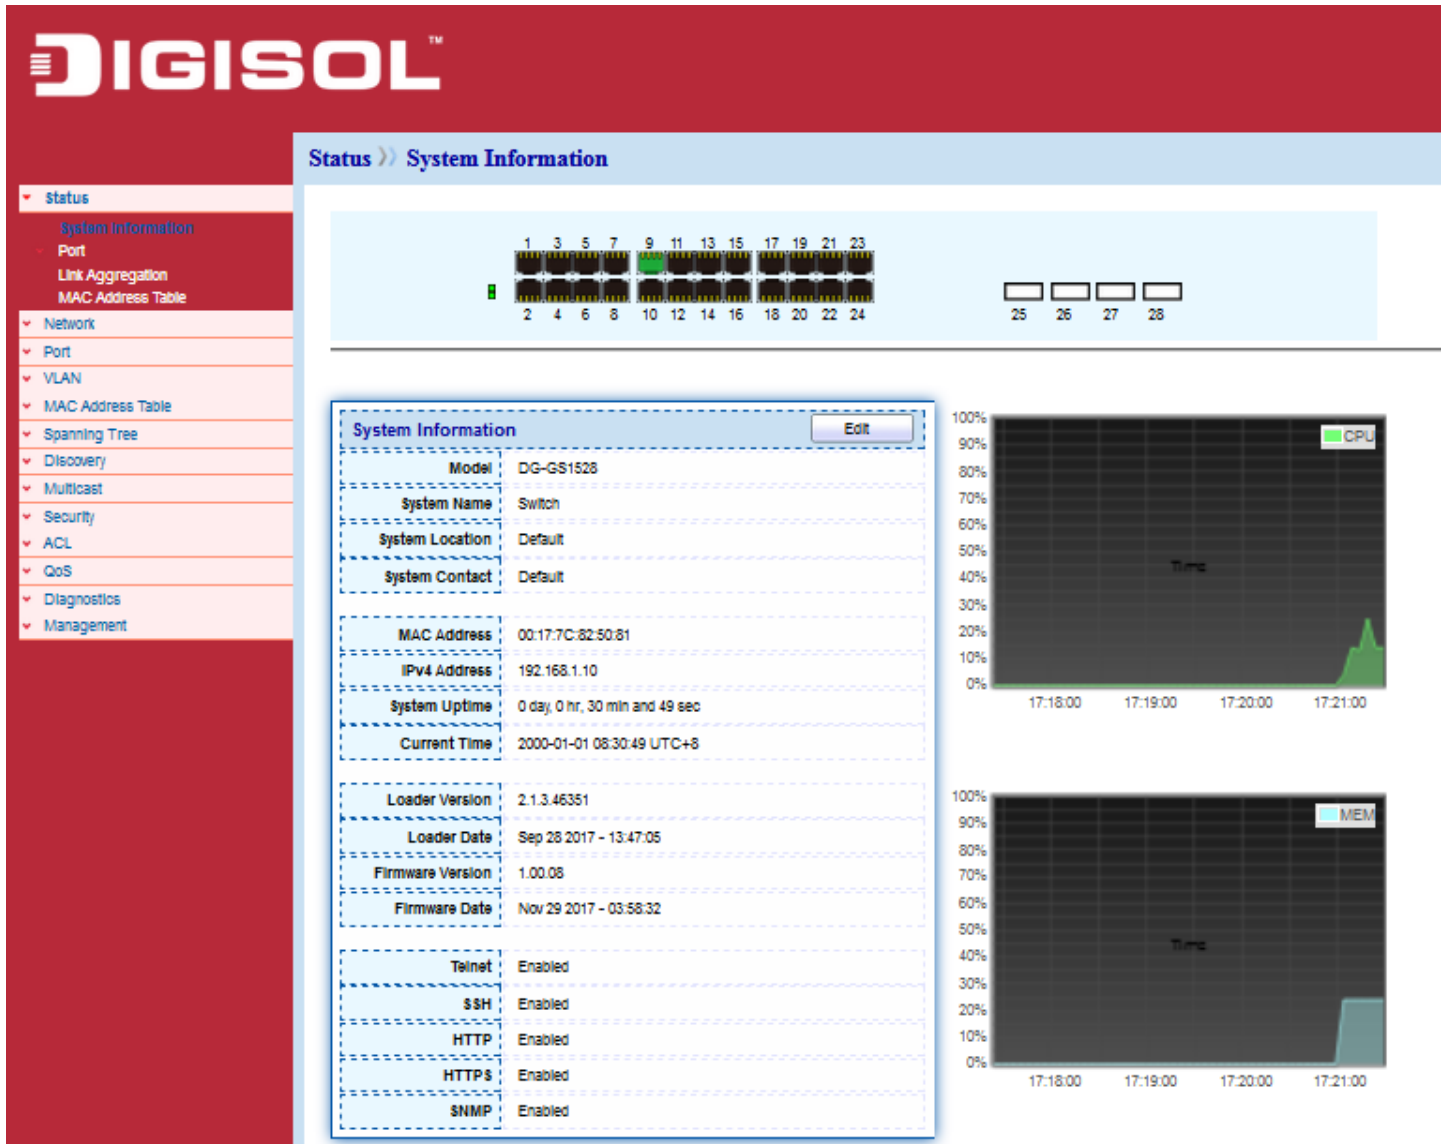 DIGISOL™
Status » System Information
Status
System Information
Port
Link Aggregation
MAC Address Table
Network
Port
VLAN
MAC Address Table
Spanning Tree
Discovery
Multicast
Security
ACL
QoS
Diagnostics
Management
1 3 5 7 9 11 13 15 17 19 21 23
2 4 6 8 10 12 14 16 18 20 22 24
25 26 27 28
System Information Edit
Model DG-GS1528
System Name Switch
System Location Default
System Contact Default
MAC Address 00:17:7C:82:50:81
IPv4 Address 192.168.1.10
System Uptime 0 day, 0 hr, 30 min and 49 sec
Current Time 2000-01-01 08:30:49 UTC+8
Loader Version 2.1.3.46351
Loader Date Sep 28 2017 - 13:47:05
Firmware Version 1.00.08
Firmware Date Nov 29 2017 - 03:58:32
Telnet Enabled
SSH Enabled
HTTP Enabled
HTTPS Enabled
SNMP Enabled
100%
90%
80%
70%
60%
50%
40%
30%
20%
10%
0%
CPU
Time
17:18:00 17:19:00 17:20:00 17:21:00
100%
90%
80%
70%
60%
50%
40%
30%
20%
10%
0%
MEM
Time
17:18:00 17:19:00 17:20:00 17:21:00